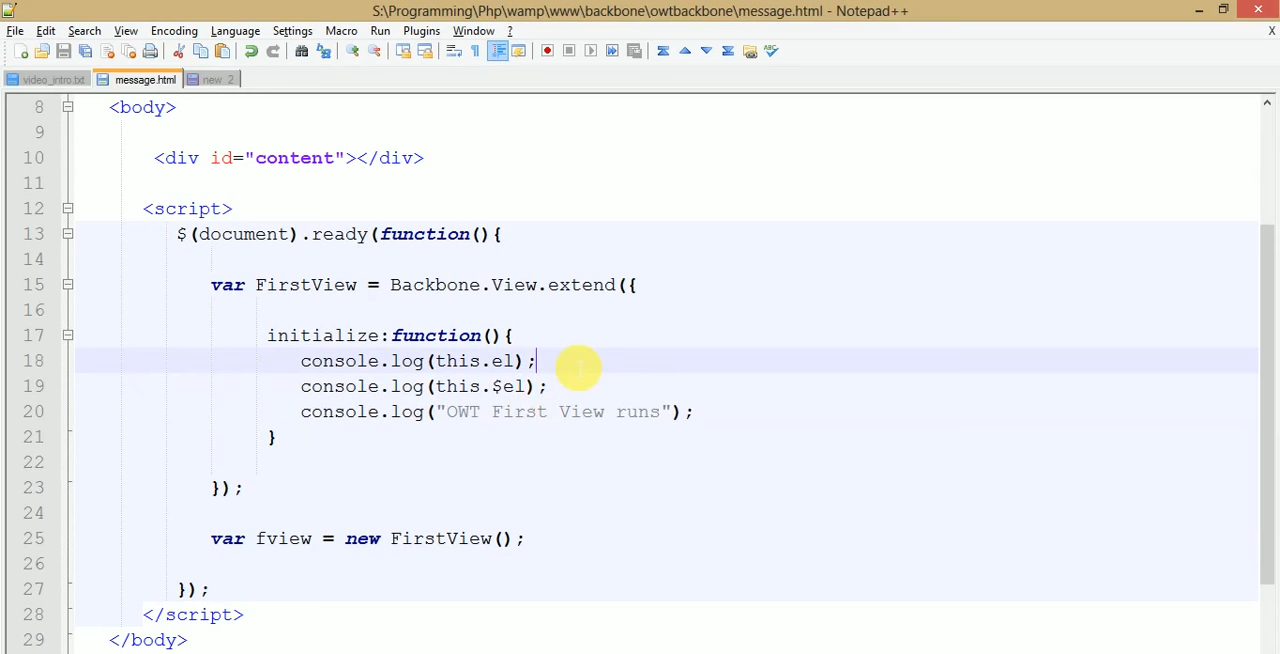 S:\Programming\Php\wamp\www\backbone\owtbackbone\message.html - Notepad++
File Edit Search View Encoding Language Settings Macro Run Plugins Window ? X
video_intro.txt message.html new 2
8 <body>
9
10 <div id="content"></div>
11
12 <script>
13 $(document).ready(function(){
14
15 var FirstView = Backbone.View.extend({
16
17 initialize:function(){
18 console.log(this.el);
19 console.log(this.$el);
20 console.log("OWT First View runs");
21 }
22
23 });
24
25 var fview = new FirstView();
26
27 });
28 </script>
29 </body>